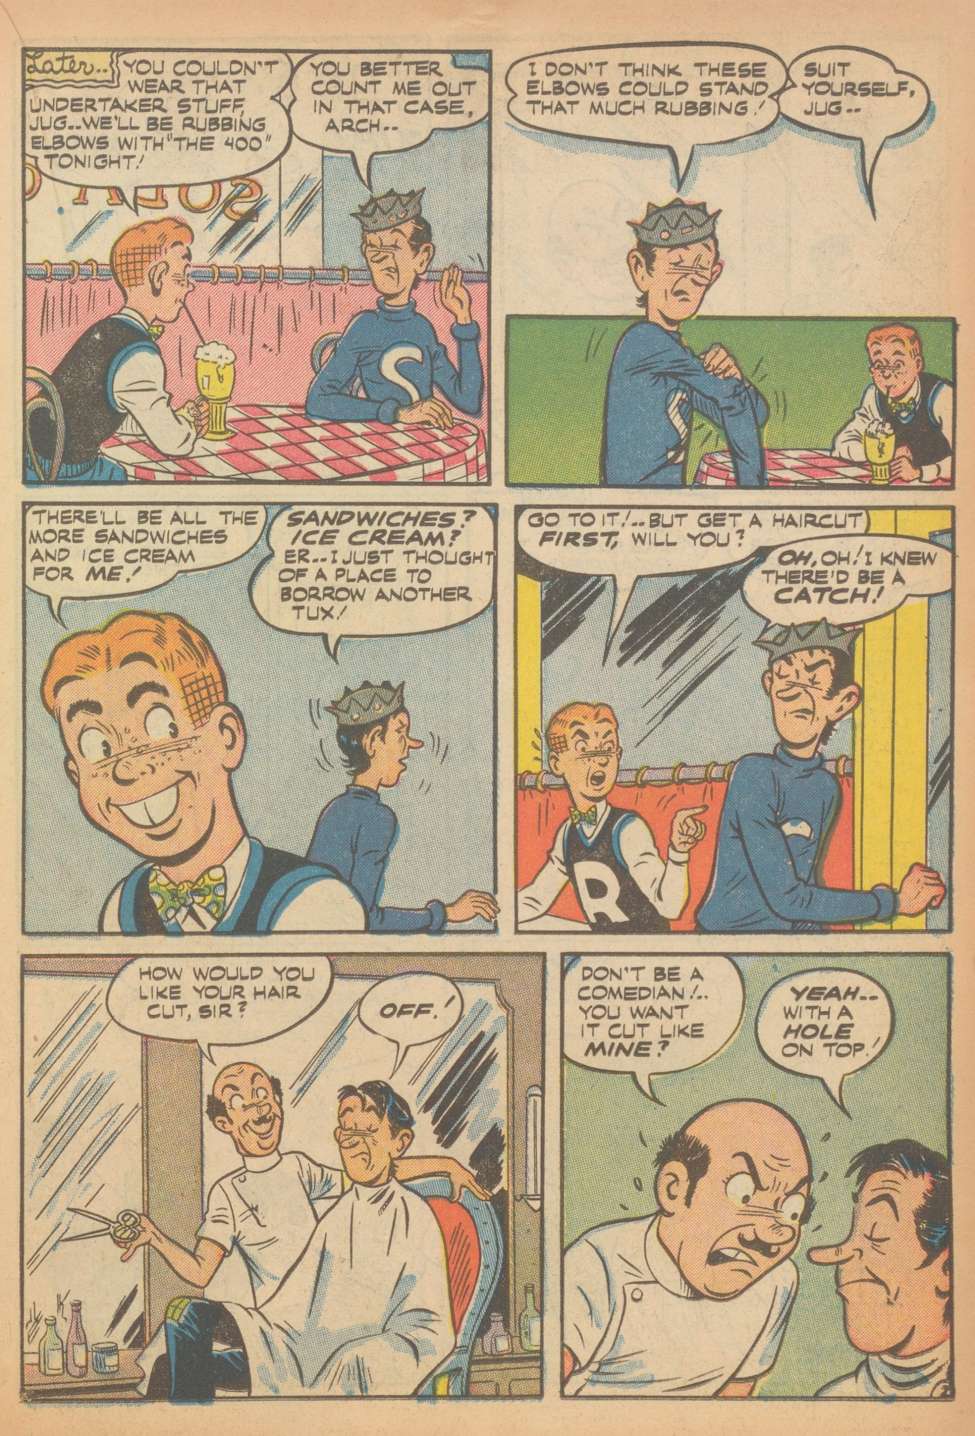 Later..
YOU COULDN'T
WEAR THAT
UNDERTAKER STUFF,
JUG..WE'LL BE RUBBING
ELBOWS WITH "THE 400"
TONIGHT!
YOU BETTER
COUNT ME OUT
IN THAT CASE,
ARCH--
S
I DON'T THINK THESE
ELBOWS COULD STAND
THAT MUCH RUBBING!
SUIT
YOURSELF,
JUG--
THERE'LL BE ALL THE
MORE SANDWICHES
AND ICE CREAM
FOR ME!
SANDWICHES?
ICE CREAM?
ER...I JUST THOUGHT
OF A PLACE TO
BORROW ANOTHER
TUX!
GO TO IT!..BUT GET A HAIRCUT
FIRST, WILL YOU?
OH, OH! I KNEW
THERE'D BE A
CATCH!
R
HOW WOULD YOU
LIKE YOUR HAIR
CUT, SIR?
OFF!
DON'T BE A
COMEDIAN!..
YOU WANT
IT CUT LIKE
MINE?
YEAH--
WITH A
HOLE
ON TOP!